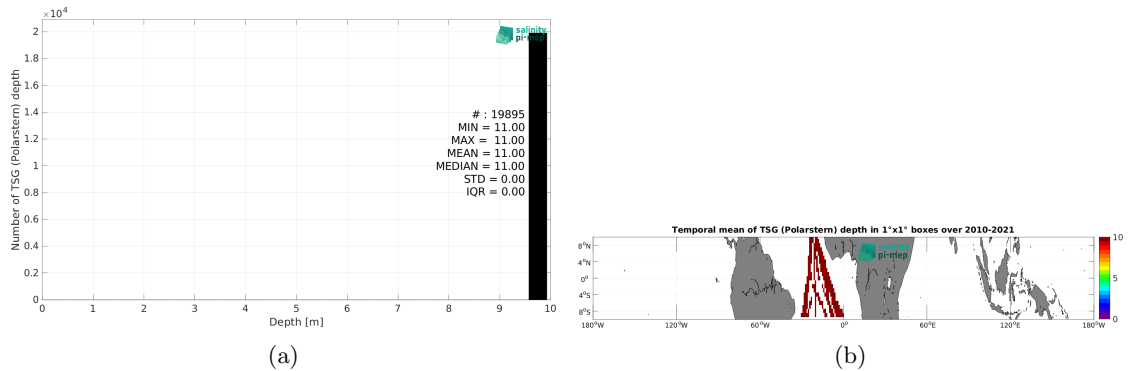 ×10⁴
2
1.8
1.6
1.4
1.2
1
0.8
0.6
0.4
0.2
0
Number of TSG (Polarstern) depth
salinity
pi-mep
# : 19895
MIN = 11.00
MAX = 11.00
MEAN = 11.00
MEDIAN = 11.00
STD = 0.00
IQR = 0.00
0 1 2 3 4 5 6 7 8 9 10
Depth [m]
(a)
Temporal mean of TSG (Polarstern) depth in 1°x1° boxes over 2010-2021
8°N
4°N
0°
4°S
8°S
salinity
pi-mep
180°W 120°W 60°W 0° 60°E 120°E 180°W
10
8
6
4
2
0
(b)